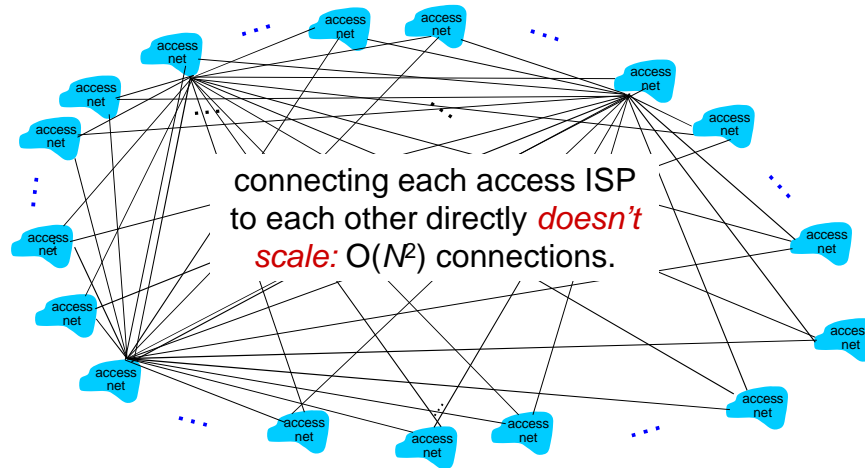 access
net
access
net
access
net
access
net
access
net
access
net
access
net
connecting each access ISP
to each other directly doesn't
scale: O(N²) connections.
access
net
access
net
access
net
access
net
access
net
access
net
access
net
access
net
access
net